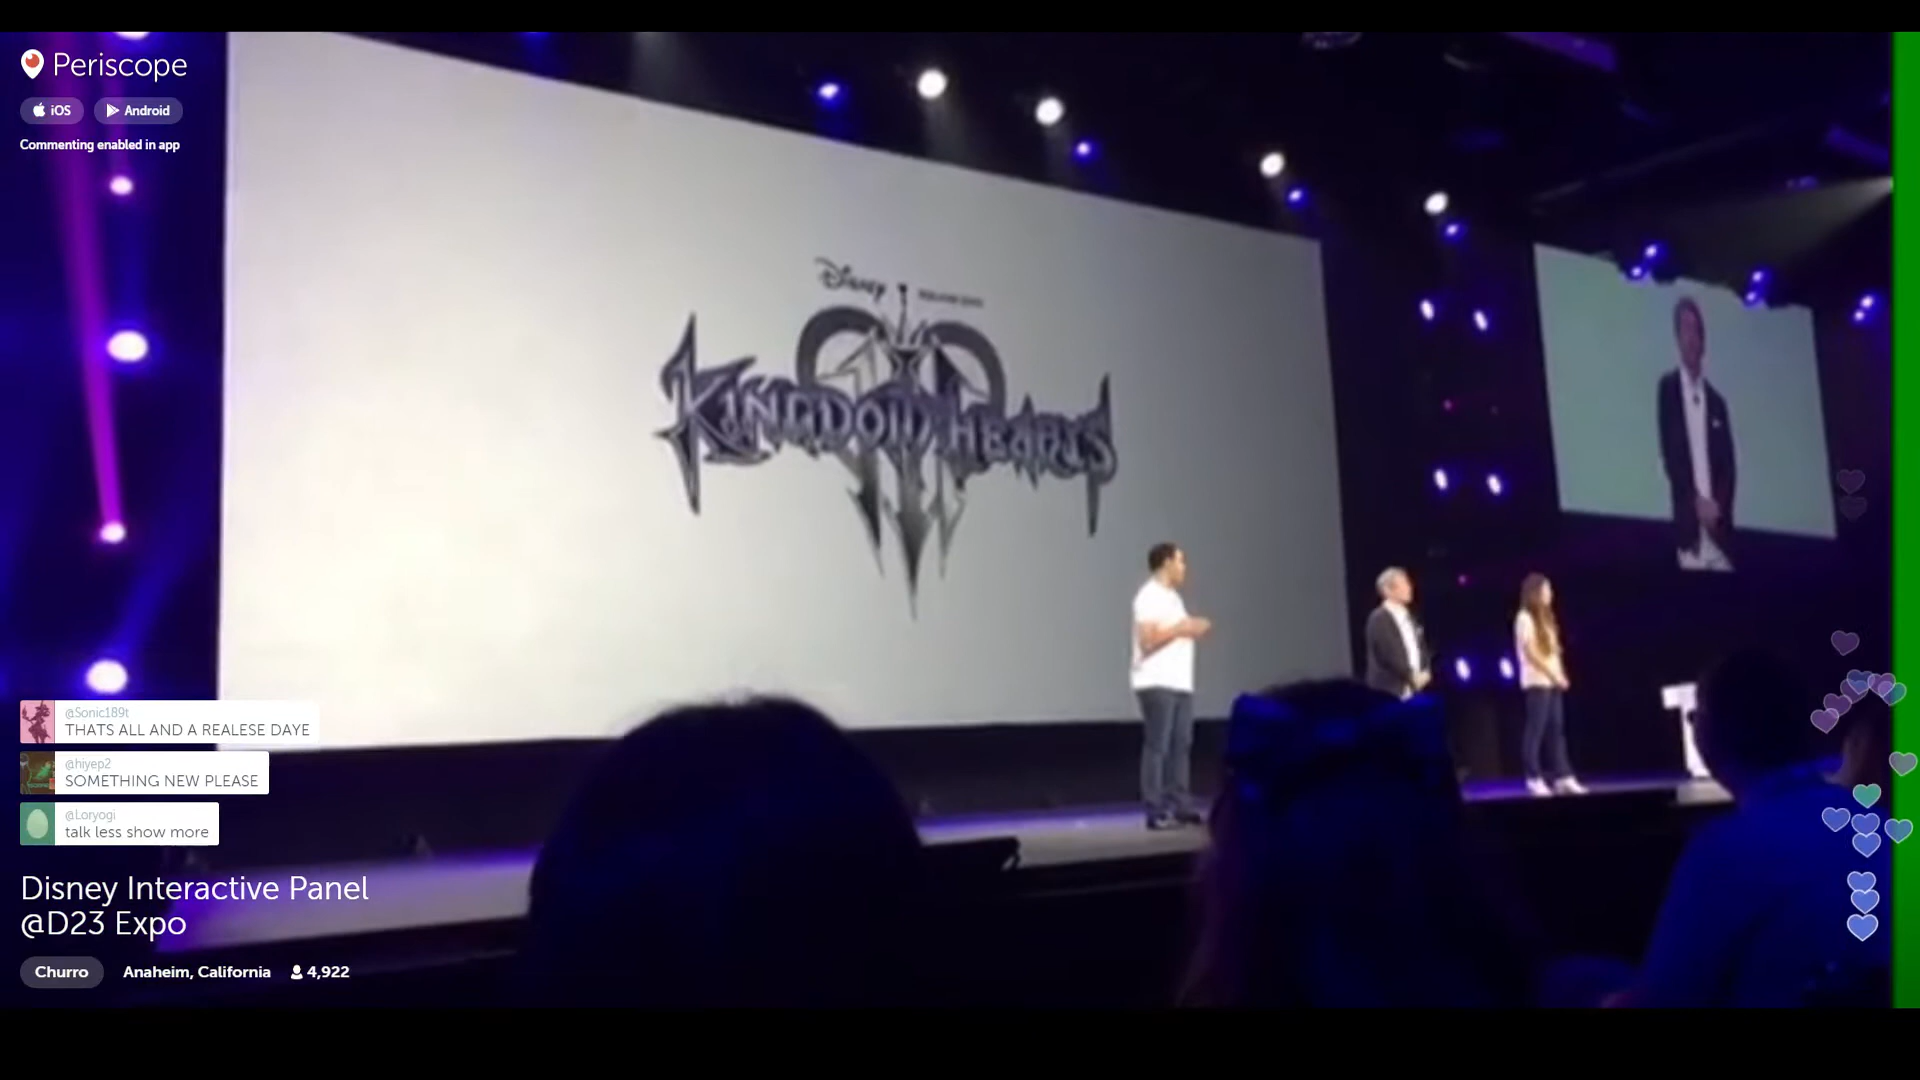 Periscope
iOS
Android
Commenting enabled in app
Disney
KINGDOM HEARTS
III
@Sonic189t
THATS ALL AND A REALESE DAYE
@hiyep2
SOMETHING NEW PLEASE
@Loryogi
talk less show more
Disney Interactive Panel
@D23 Expo
Churro
Anaheim, California
4,922